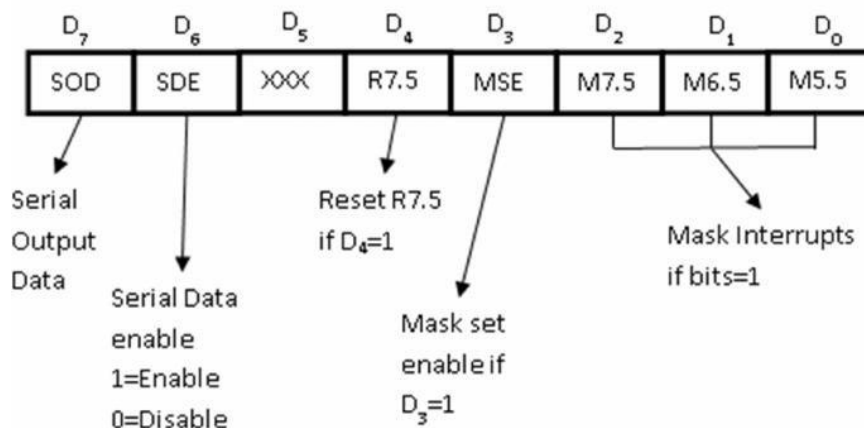 D₇ D₆ D₅ D₄ D₃ D₂ D₁ D₀
SOD SDE XXX R7.5 MSE M7.5 M6.5 M5.5
Serial
Output
Data
Serial Data
enable
1=Enable
0=Disable
Reset R7.5
if D₄=1
Mask set
enable if
D₃=1
Mask Interrupts
if bits=1